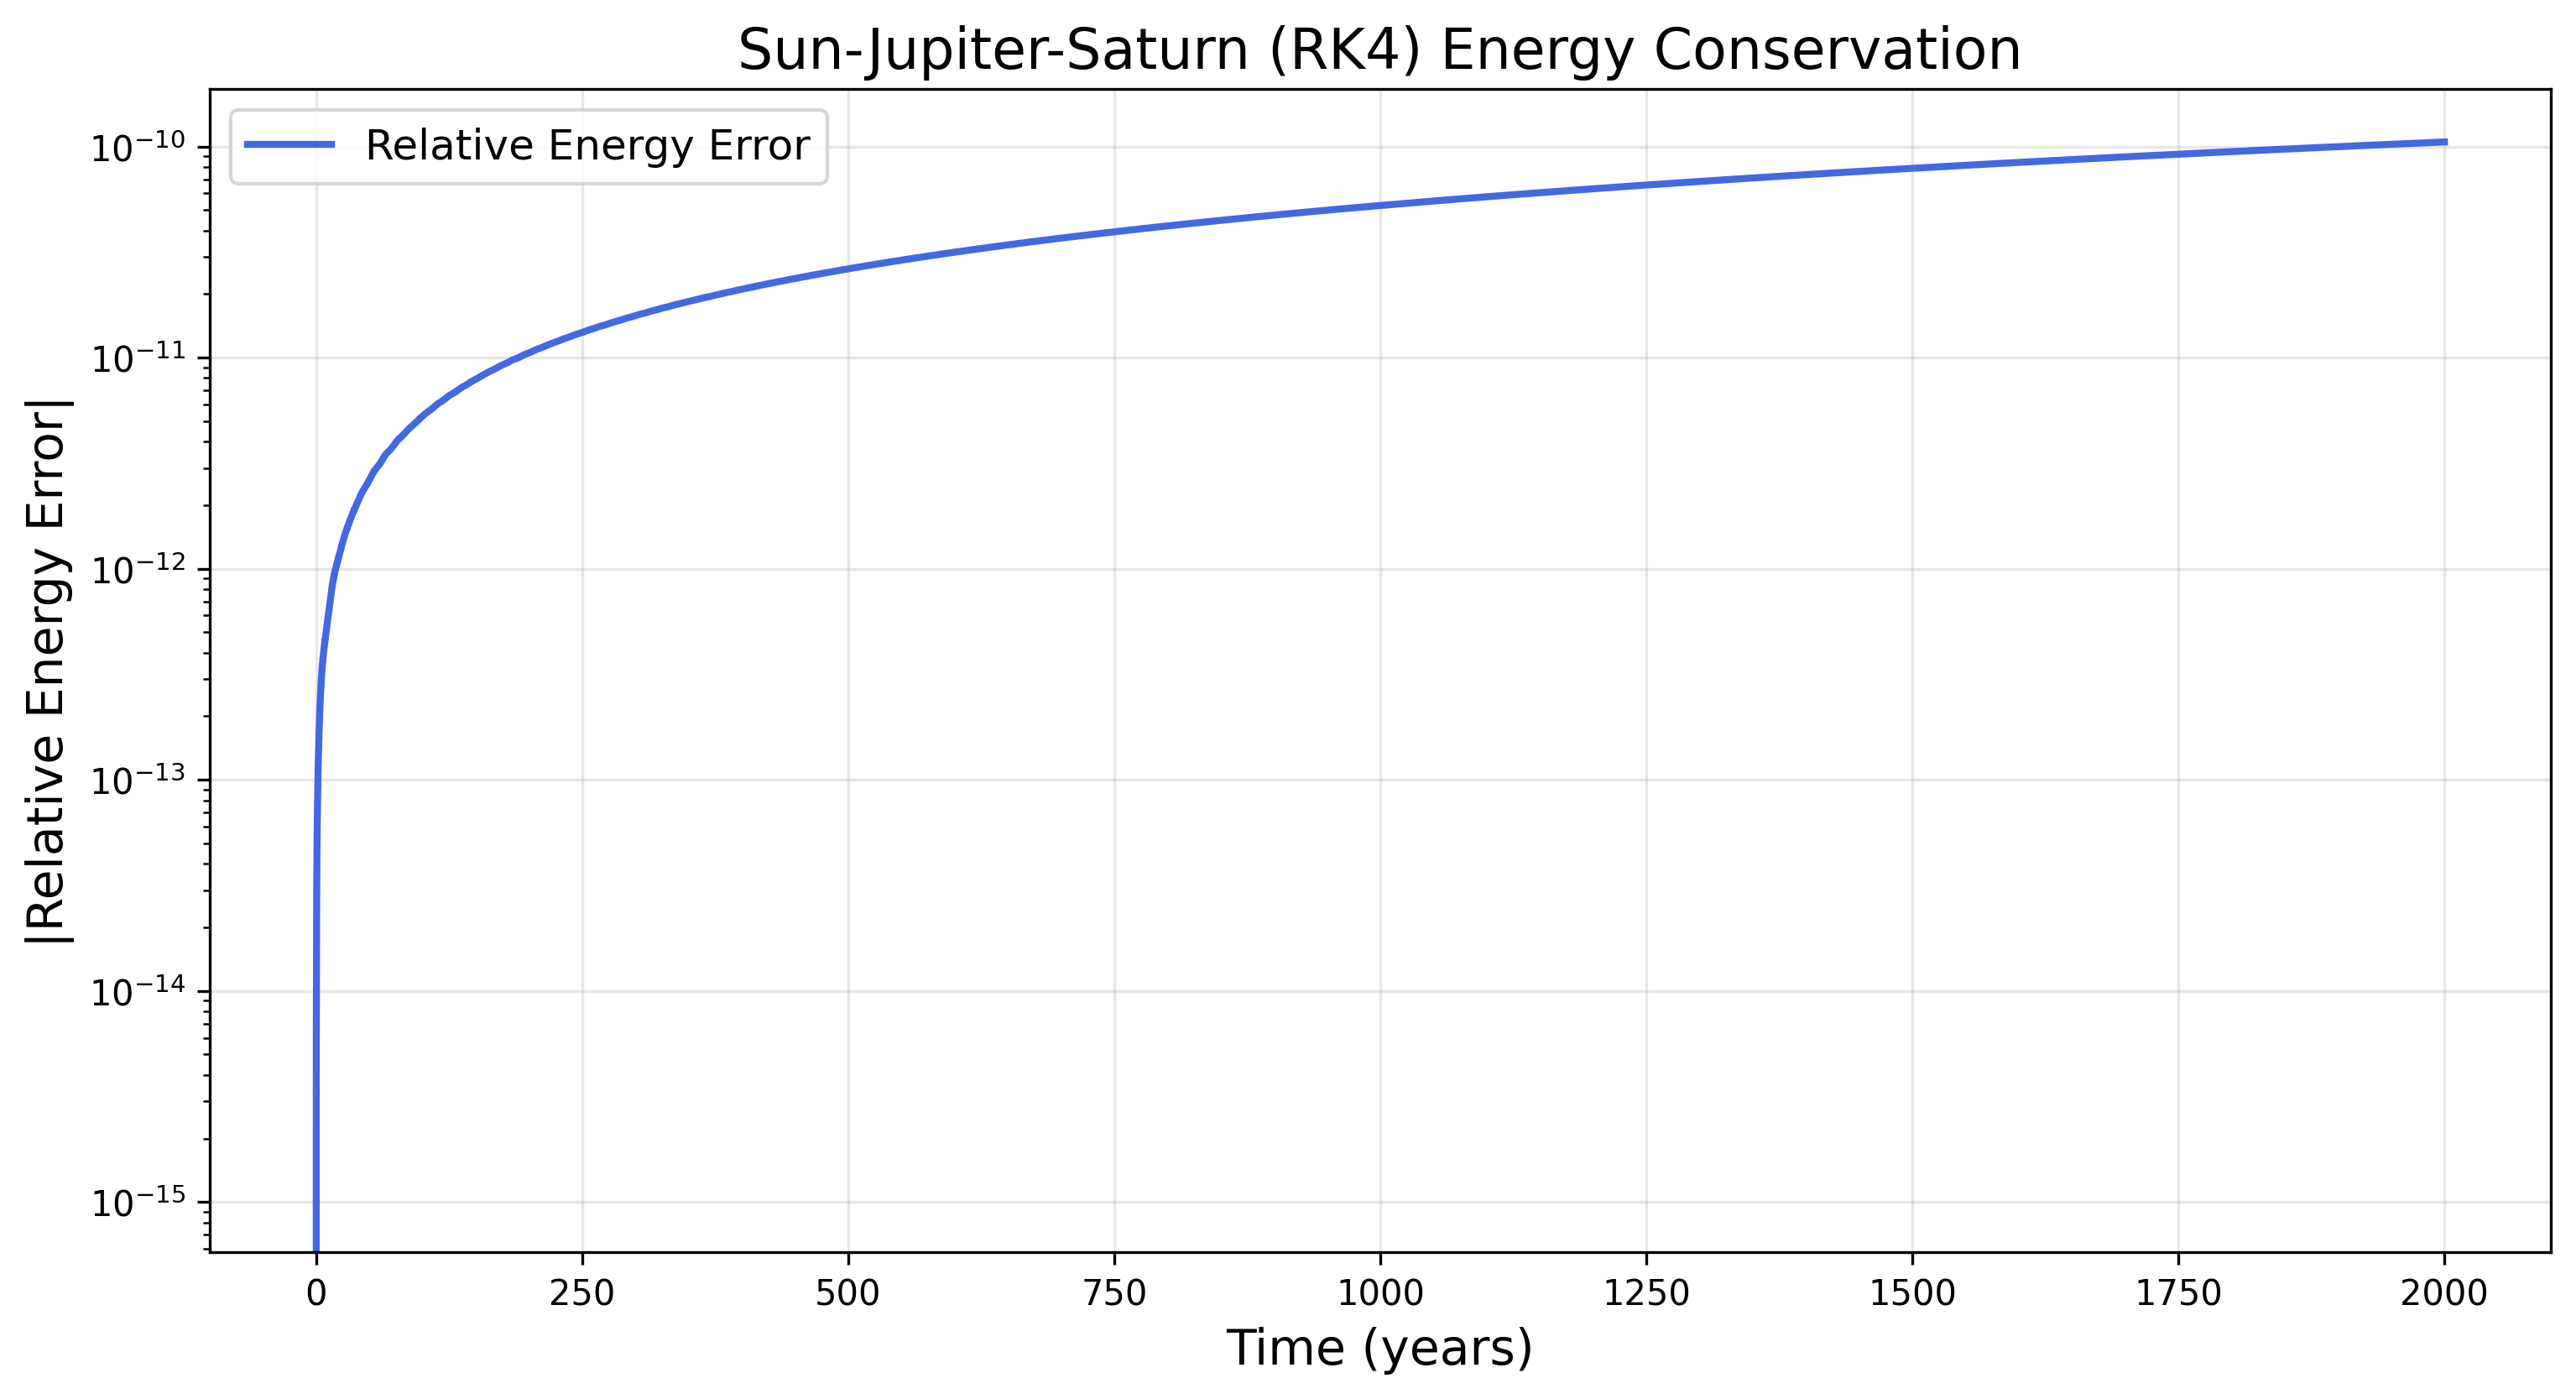 Sun-Jupiter-Saturn (RK4) Energy Conservation
Relative Energy Error
|Relative Energy Error|
10⁻¹⁰
10⁻¹¹
10⁻¹²
10⁻¹³
10⁻¹⁴
10⁻¹⁵
0 250 500 750 1000 1250 1500 1750 2000
Time (years)